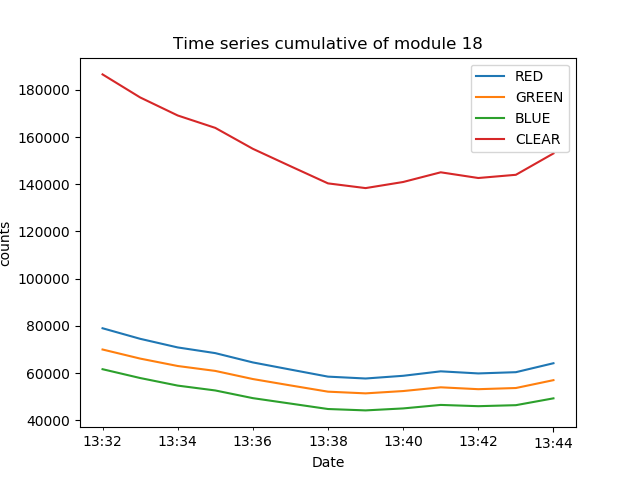 Time series cumulative of module 18
RED
GREEN
BLUE
CLEAR
180000
160000
140000
120000
100000
80000
60000
40000
counts
13:32
13:34
13:36
13:38
13:40
13:42
13:44
Date